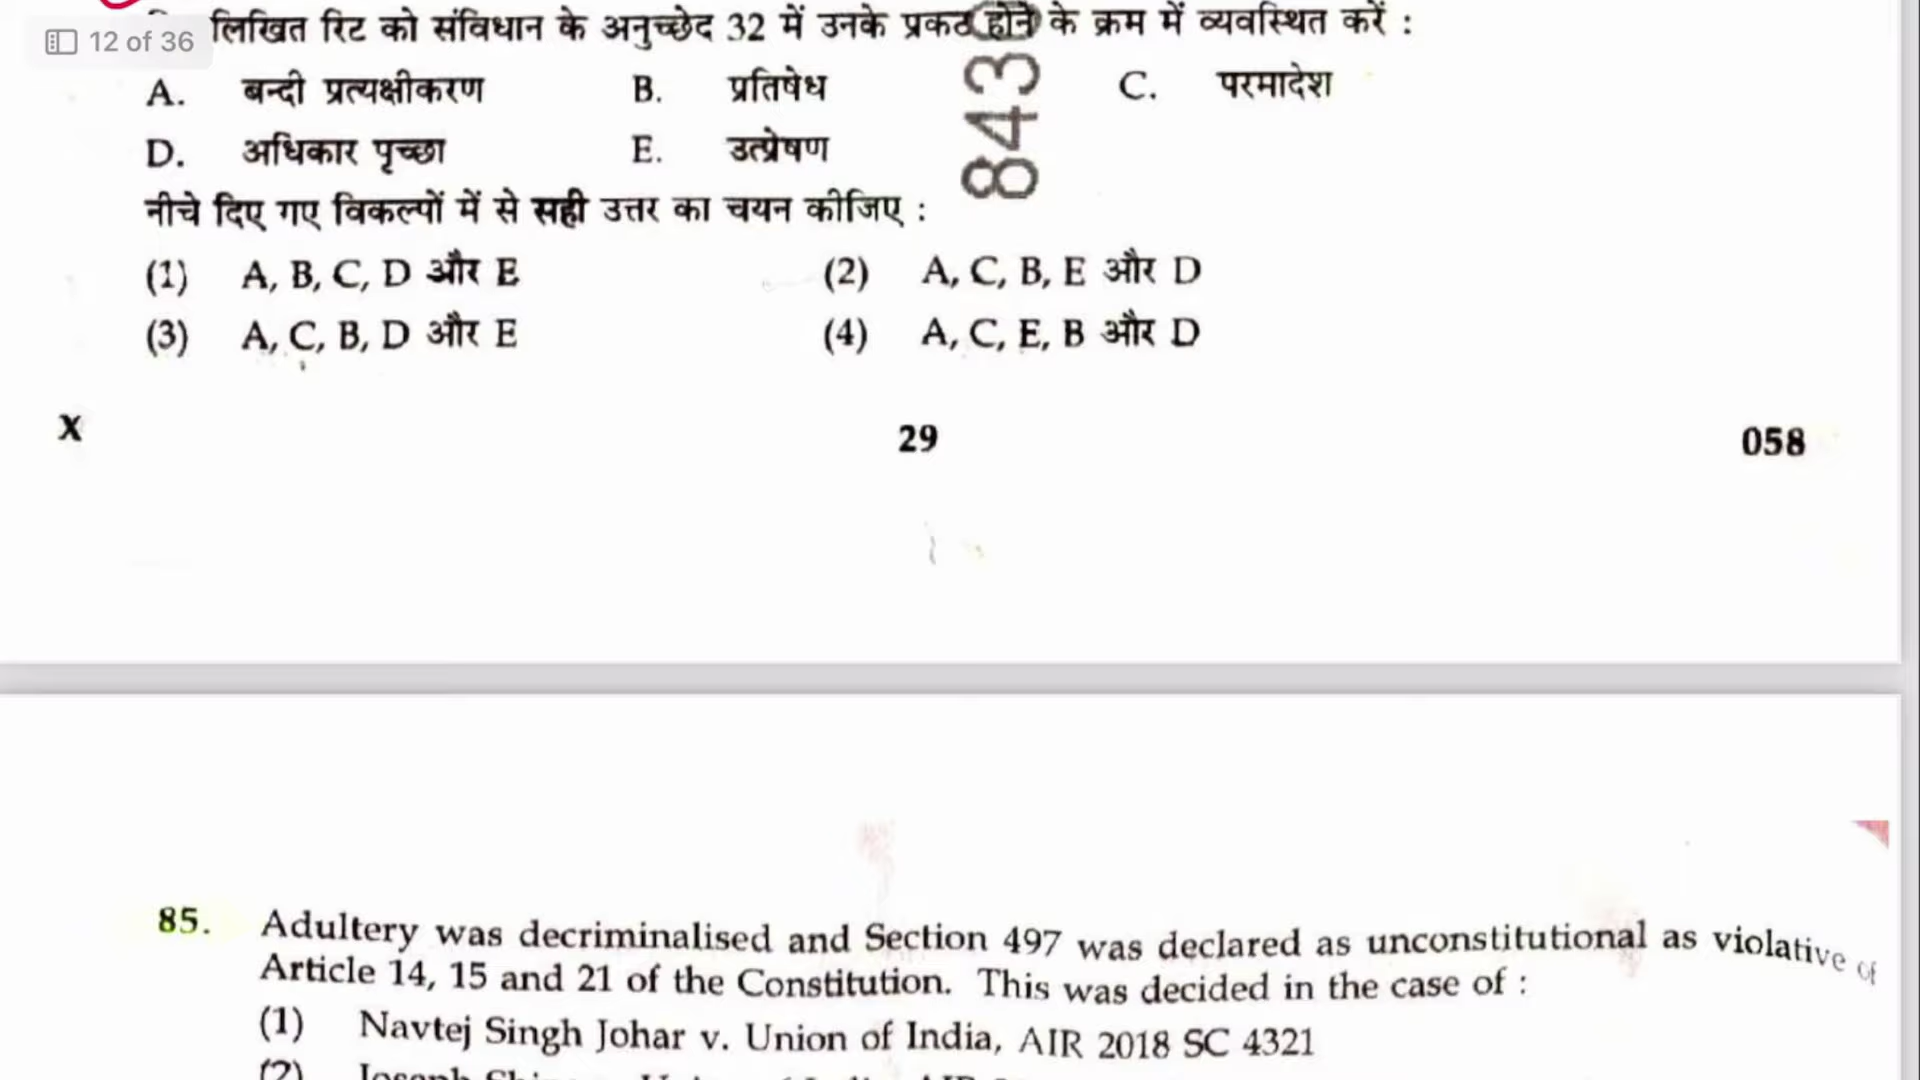 लिखित रिट को संविधान के अनुच्छेद 32 में उनके प्रकट होने के क्रम में व्यवस्थित करें :
12 of 36
A. बन्दी प्रत्यक्षीकरण B. प्रतिषेध C. परमादेश
D. अधिकार पृच्छा E. उत्प्रेषण
8430
नीचे दिए गए विकल्पों में से सही उत्तर का चयन कीजिए :
(1) A, B, C, D और E (2) A, C, B, E और D
(3) A, C, B, D और E (4) A, C, E, B और D
X 29 058
85. Adultery was decriminalised and Section 497 was declared as unconstitutional as violative of
Article 14, 15 and 21 of the Constitution. This was decided in the case of :
(1) Navtej Singh Johar v. Union of India, AIR 2018 SC 4321
(2)